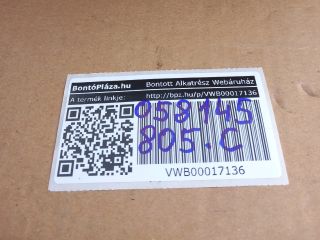 BontóPláza.hu
Bontott Alkatrész Webáruház
A termék linkje:
http://bpz.hu/p/VWB00017136
059145
805.C
VWB00017136